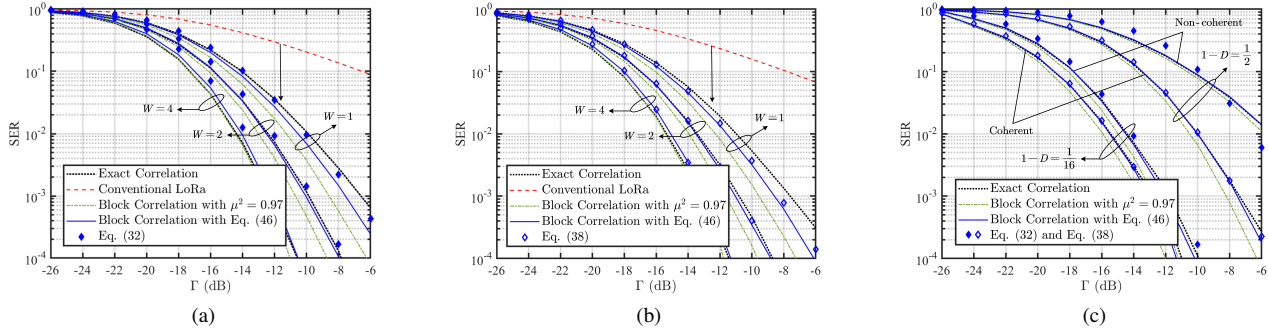 10^0
10^-1
10^-2
10^-3
10^-4
SER
W = 4
W = 2
W = 1
Exact Correlation
Conventional LoRa
Block Correlation with μ² = 0.97
Block Correlation with Eq. (46)
Eq. (32)
-26 -24 -22 -20 -18 -16 -14 -12 -10 -8 -6
Γ (dB)
(a)
10^0
10^-1
10^-2
10^-3
10^-4
SER
W = 4
W = 2
W = 1
Exact Correlation
Conventional LoRa
Block Correlation with μ² = 0.97
Block Correlation with Eq. (46)
Eq. (38)
-26 -24 -22 -20 -18 -16 -14 -12 -10 -8 -6
Γ (dB)
(b)
10^0
10^-1
10^-2
10^-3
10^-4
SER
Non-coherent
1 − D = 1/2
Coherent
1 − D = 1/16
Exact Correlation
Block Correlation with μ² = 0.97
Block Correlation with Eq. (46)
Eq. (32) and Eq. (38)
-26 -24 -22 -20 -18 -16 -14 -12 -10 -8 -6
Γ (dB)
(c)